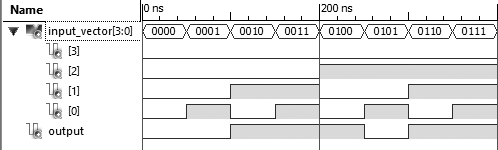 Name 0 ns 200 ns
input_vector[3:0] 0000 0001 0010 0011 0100 0101 0110 0111
[3]
[2]
[1]
[0]
output